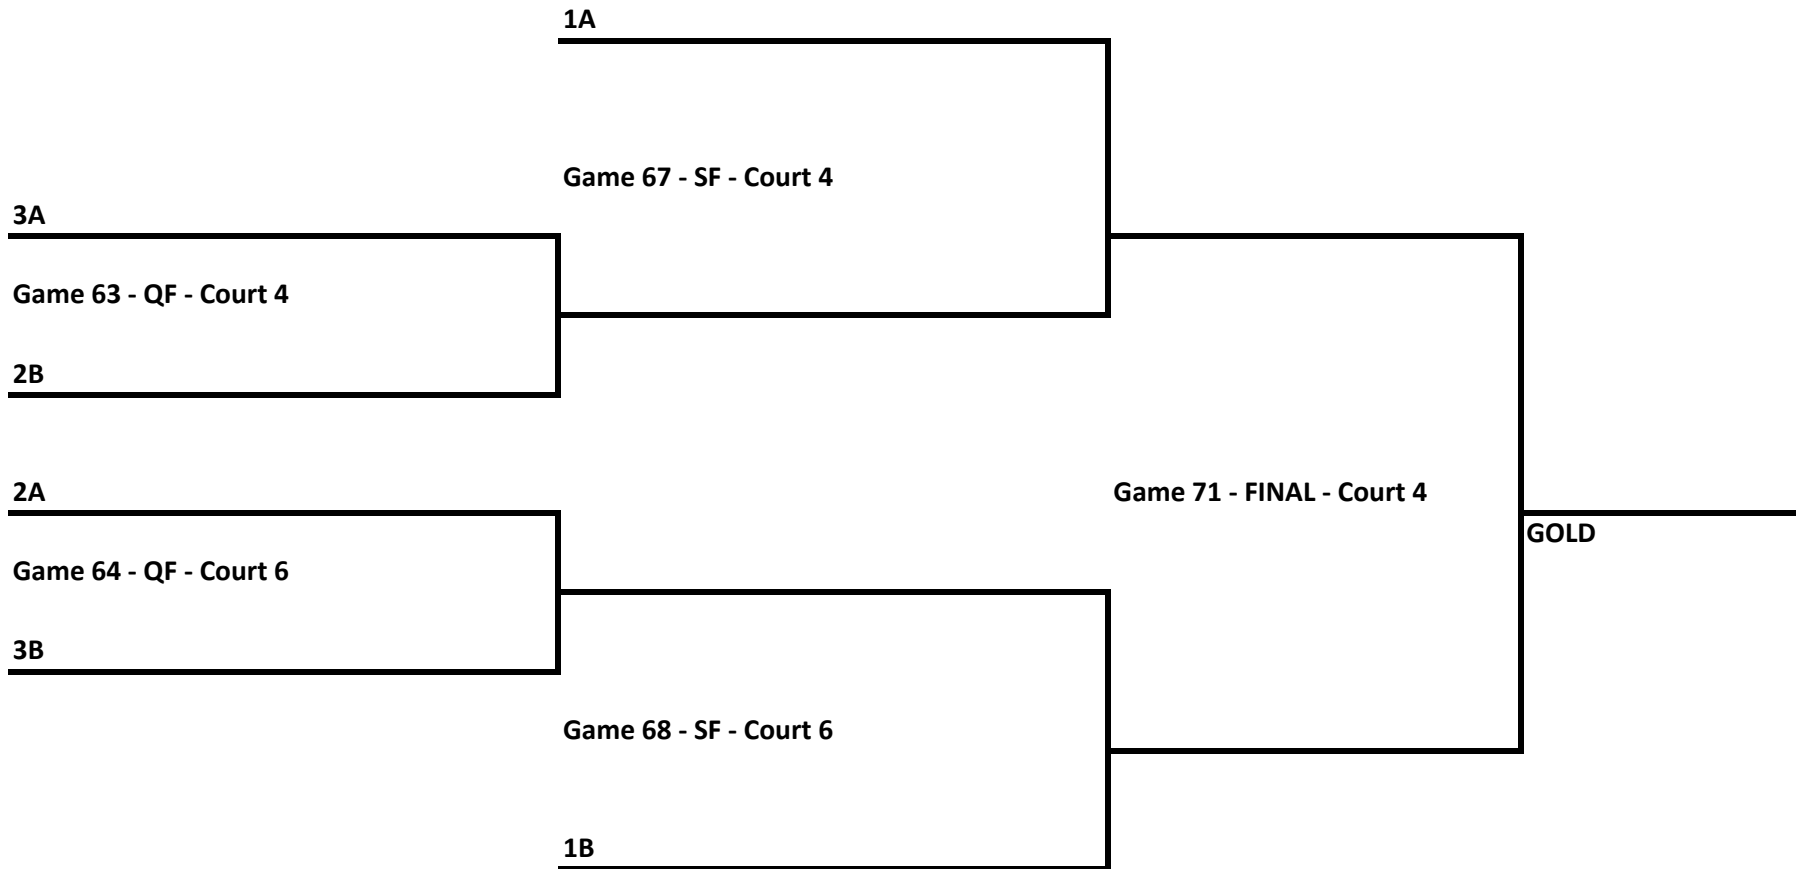 1A
Game 67 - SF - Court 4
3A
Game 63 - QF - Court 4
2B
2A
Game 71 - FINAL - Court 4
GOLD
Game 64 - QF - Court 6
3B
Game 68 - SF - Court 6
1B